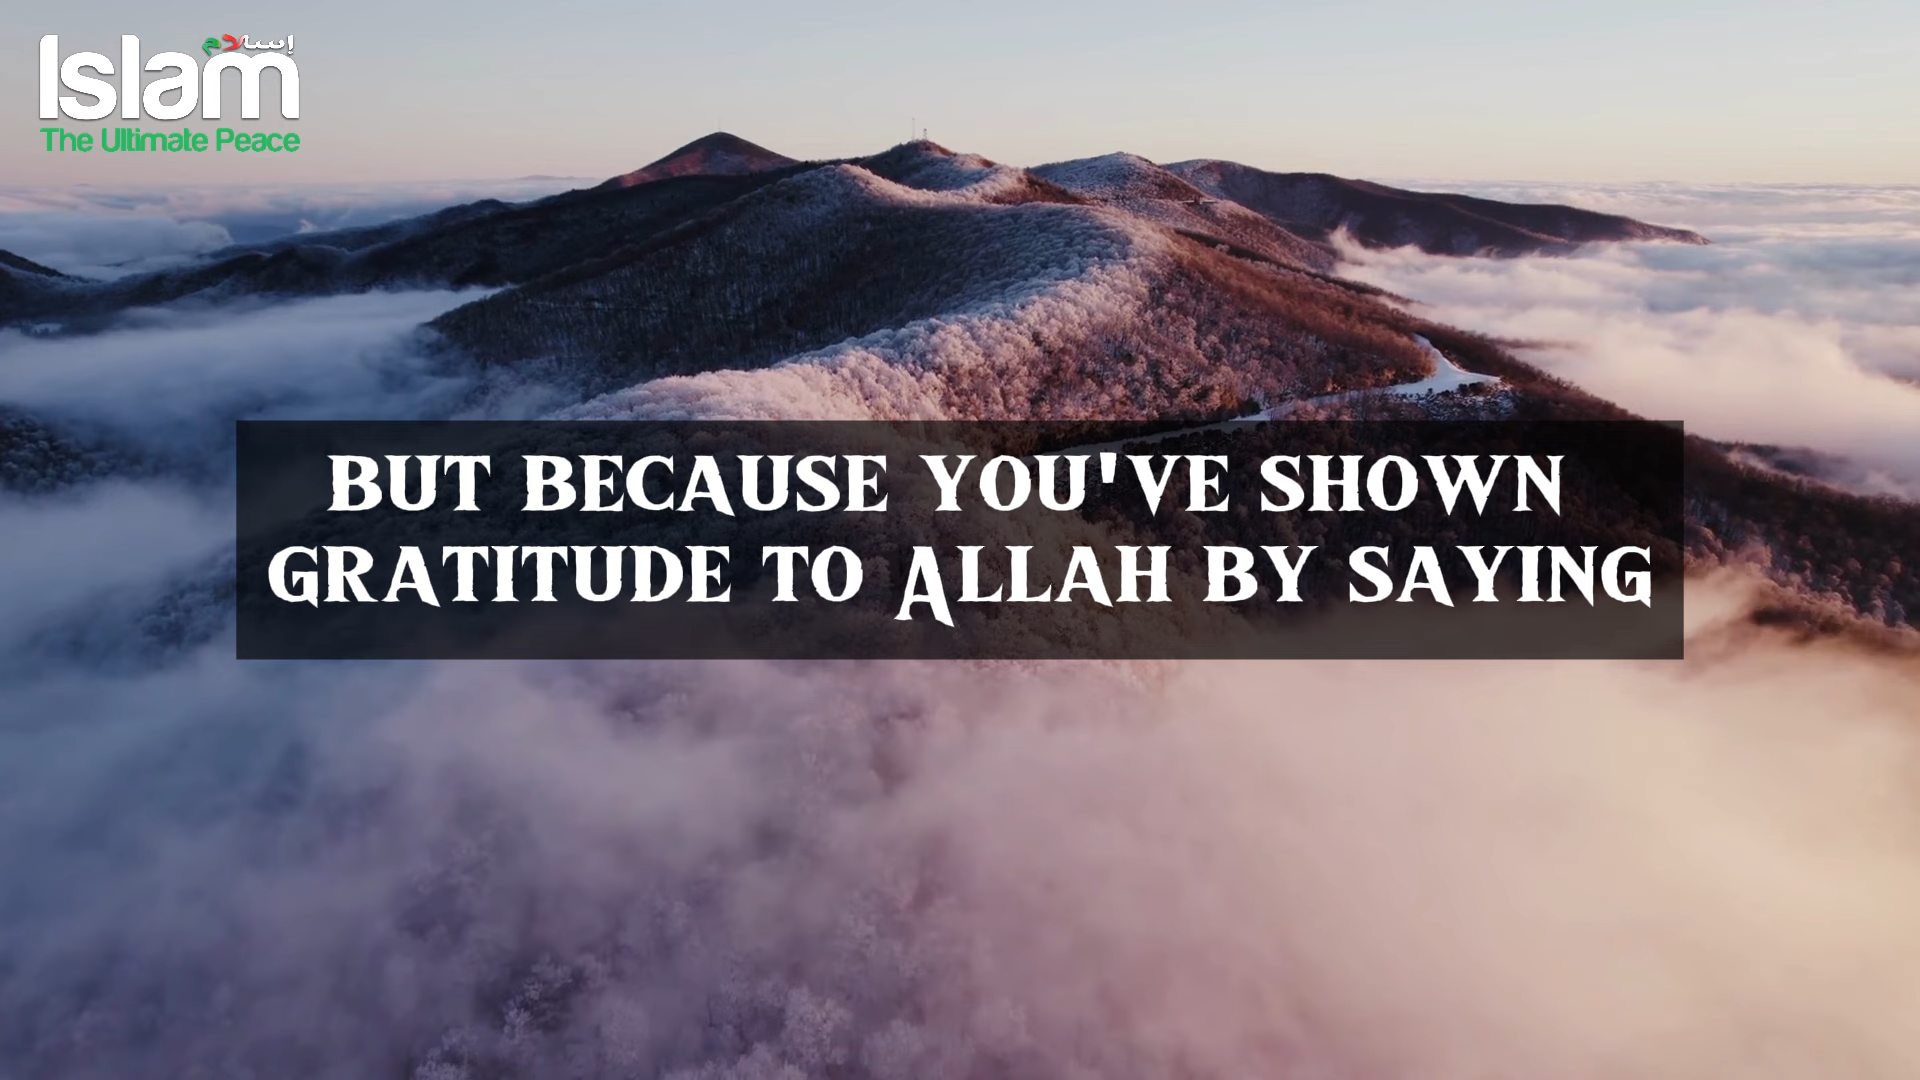 إسلام
Islam
The Ultimate Peace
BUT BECAUSE YOU'VE SHOWN
GRATITUDE TO ALLAH BY SAYING